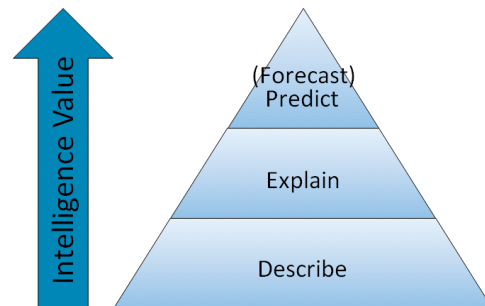 Intelligence Value
(Forecast)
Predict
Explain
Describe